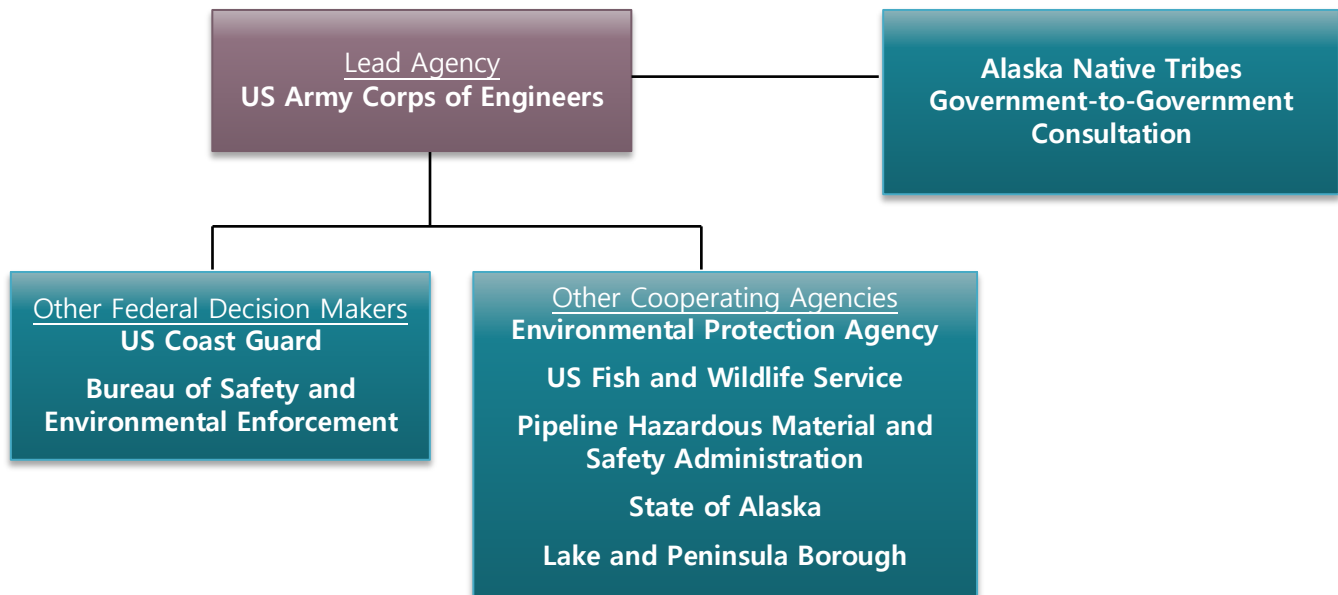 Lead Agency
US Army Corps of Engineers
Alaska Native Tribes
Government-to-Government
Consultation
Other Federal Decision Makers
US Coast Guard
Bureau of Safety and
Environmental Enforcement
Other Cooperating Agencies
Environmental Protection Agency
US Fish and Wildlife Service
Pipeline Hazardous Material and
Safety Administration
State of Alaska
Lake and Peninsula Borough